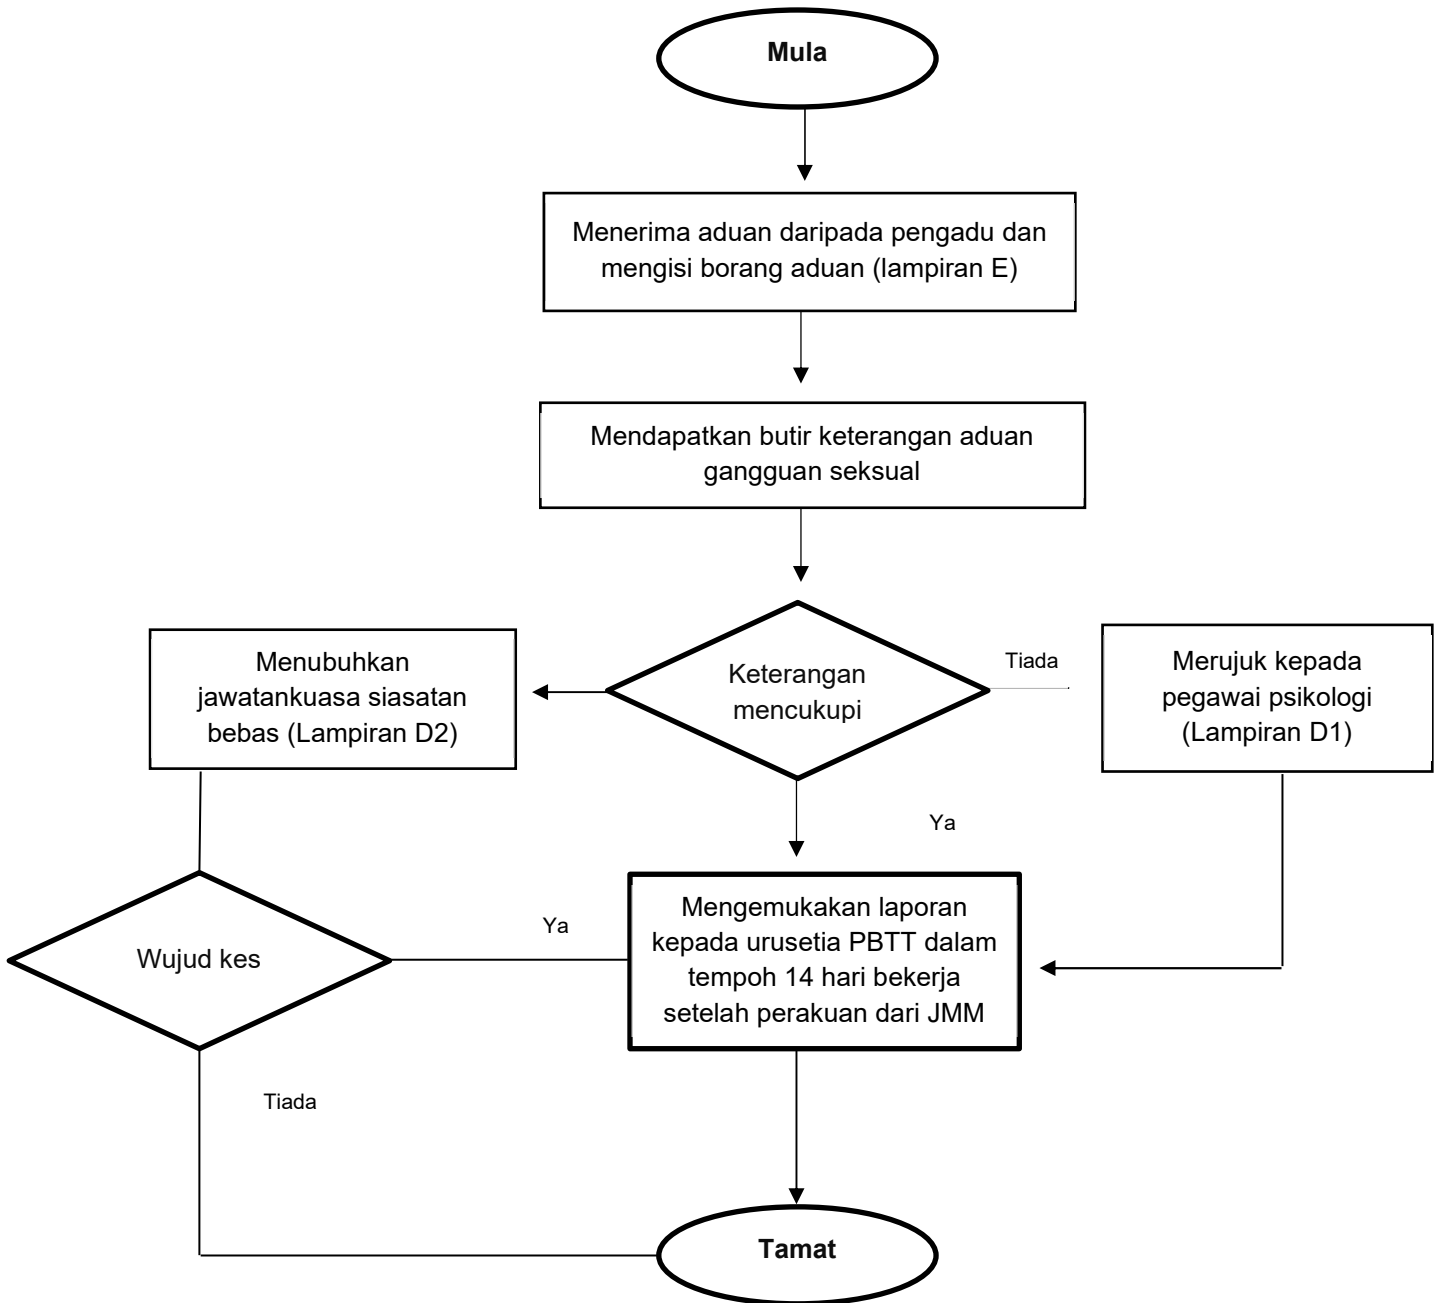 Mula
Menerima aduan daripada pengadu dan
mengisi borang aduan (lampiran E)
Mendapatkan butir keterangan aduan
gangguan seksual
Menubuhkan
jawatankuasa siasatan
bebas (Lampiran D2)
Keterangan
mencukupi
Tiada
Merujuk kepada
pegawai psikologi
(Lampiran D1)
Ya
Wujud kes
Ya
Mengemukakan laporan
kepada urusetia PBTT dalam
tempoh 14 hari bekerja
setelah perakuan dari JMM
Tiada
Tamat